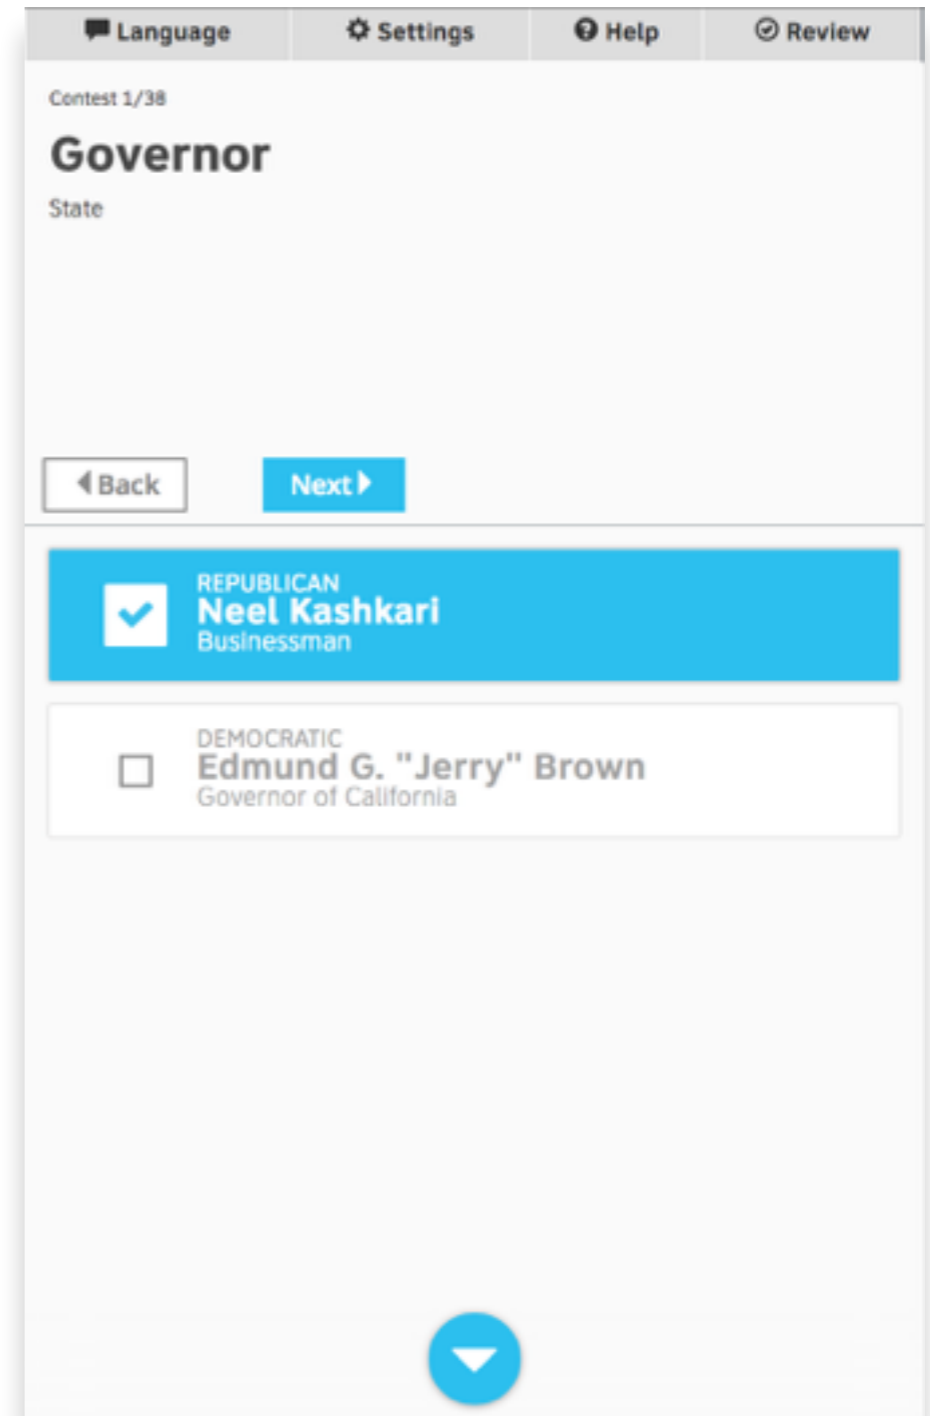 Language Settings Help Review
Contest 1/38
Governor
State
Back Next
REPUBLICAN
Neel Kashkari
Businessman
DEMOCRATIC
Edmund G. "Jerry" Brown
Governor of California